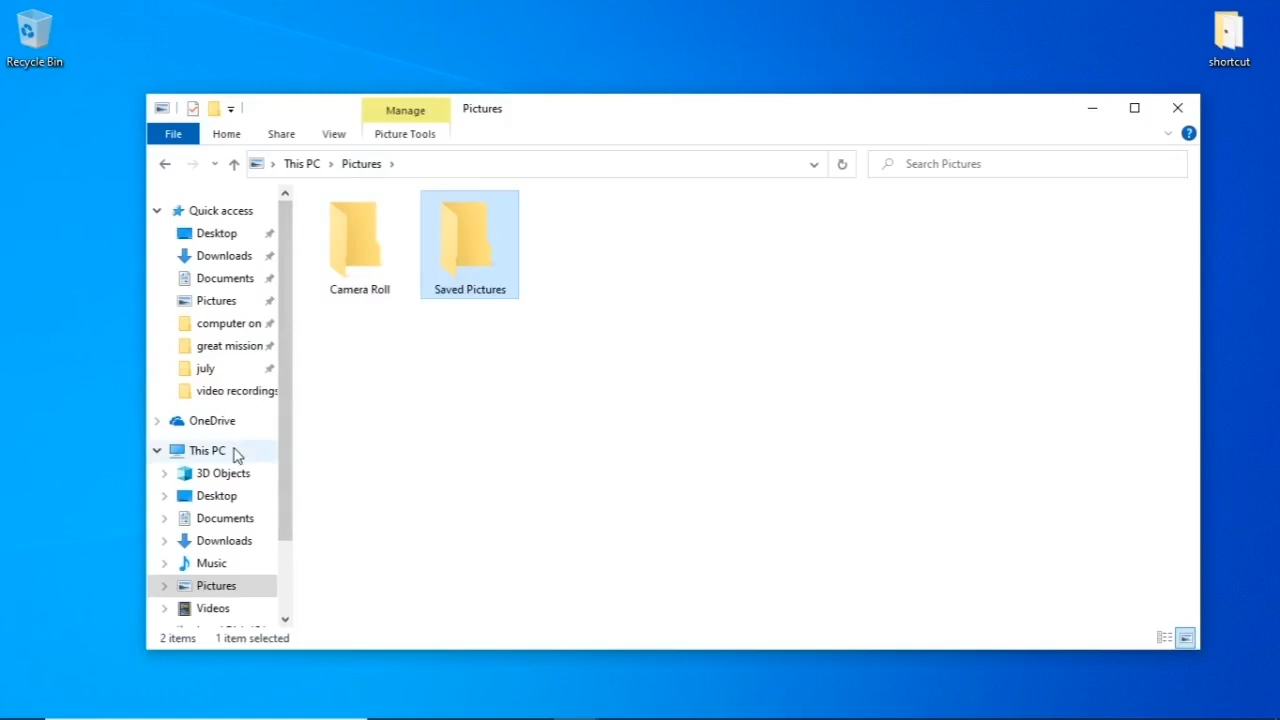 Recycle Bin
shortcut
Manage
Pictures
File
Home
Share
View
Picture Tools
This PC
Pictures
Search Pictures
Quick access
Desktop
Downloads
Documents
Pictures
computer on
great mission
july
video recordings
OneDrive
This PC
3D Objects
Desktop
Documents
Downloads
Music
Pictures
Videos
Camera Roll
Saved Pictures
2 items
1 item selected